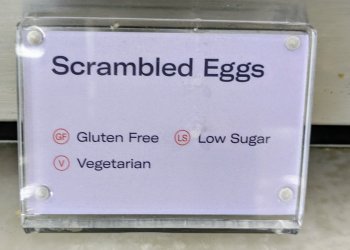 Scrambled Eggs
GF Gluten Free LS Low Sugar
V Vegetarian